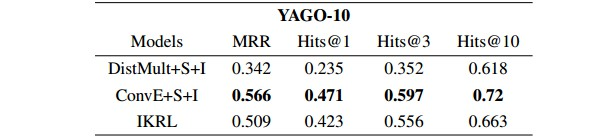 YAGO-10
Models MRR Hits@1 Hits@3 Hits@10
DistMult+S+I 0.342 0.235 0.352 0.618
ConvE+S+I 0.566 0.471 0.597 0.72
IKRL 0.509 0.423 0.556 0.663